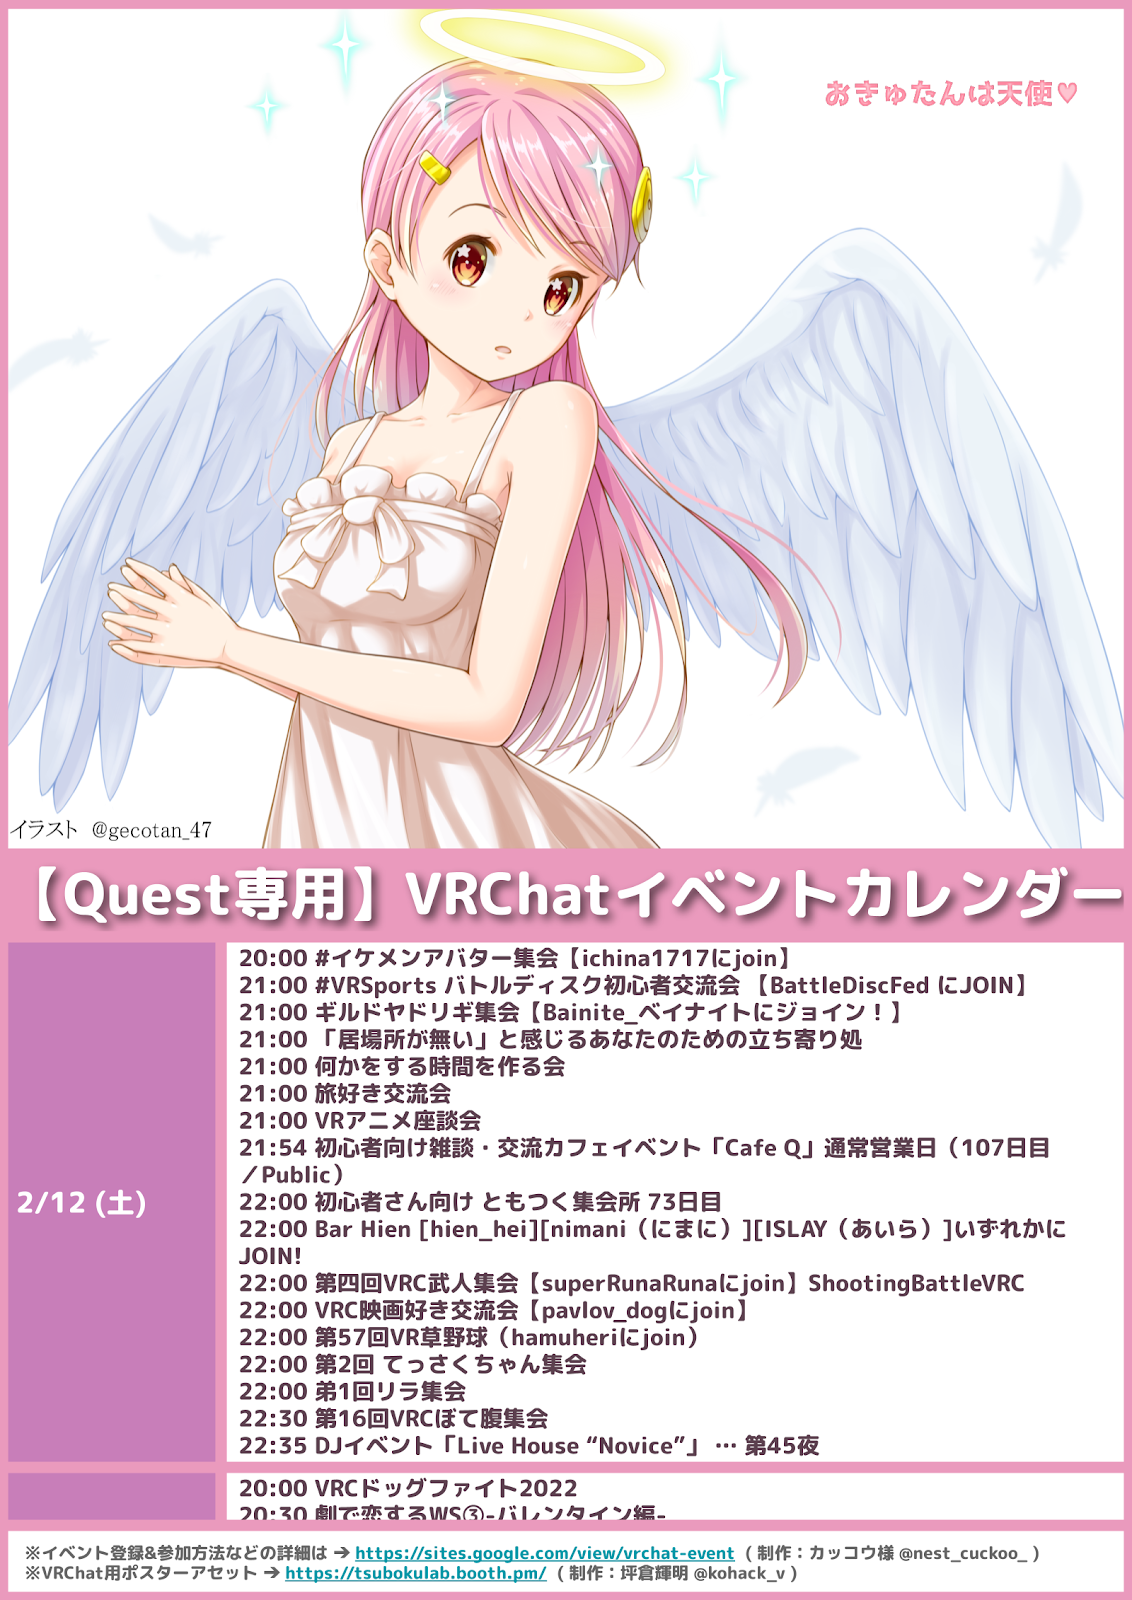 おきゅたんは天使♥
イラスト @gecotan_47
【Quest専用】VRChatイベントカレンダー
2/12 (土)
20:00 #イケメンアバター集会【ichina1717にjoin】
21:00 #VRSports バトルディスク初心者交流会 【BattleDiscFed にJOIN】
21:00 ギルドヤドリギ集会【Bainite_ベイナイトにジョイン！】
21:00 「居場所が無い」と感じるあなたのための立ち寄り処
21:00 何かをする時間を作る会
21:00 旅好き交流会
21:00 VRアニメ座談会
21:54 初心者向け雑談・交流カフェイベント「Cafe Q」通常営業日（107日目
／Public）
22:00 初心者さん向け ともつく集会所 73日目
22:00 Bar Hien [hien_hei][nimani（にまに）][ISLAY（あいら）]いずれかに
JOIN!
22:00 第四回VRC武人集会【superRunaRunaにjoin】ShootingBattleVRC
22:00 VRC映画好き交流会【pavlov_dogにjoin】
22:00 第57回VR草野球（hamuheriにjoin）
22:00 第2回 てっさくちゃん集会
22:00 弟1回リラ集会
22:30 第16回VRCぽて腹集会
22:35 DJイベント「Live House “Novice”」 … 第45夜
20:00 VRCドッグファイト2022
20:30 劇で恋するWS③-バレンタイン編-
※イベント登録&参加方法などの詳細は ➔ https://sites.google.com/view/vrchat-event ( 制作：カッコウ様 @nest_cuckoo_ )
※VRChat用ポスターアセット ➔ https://tsubokulab.booth.pm/ ( 制作：坪倉輝明 @kohack_v )